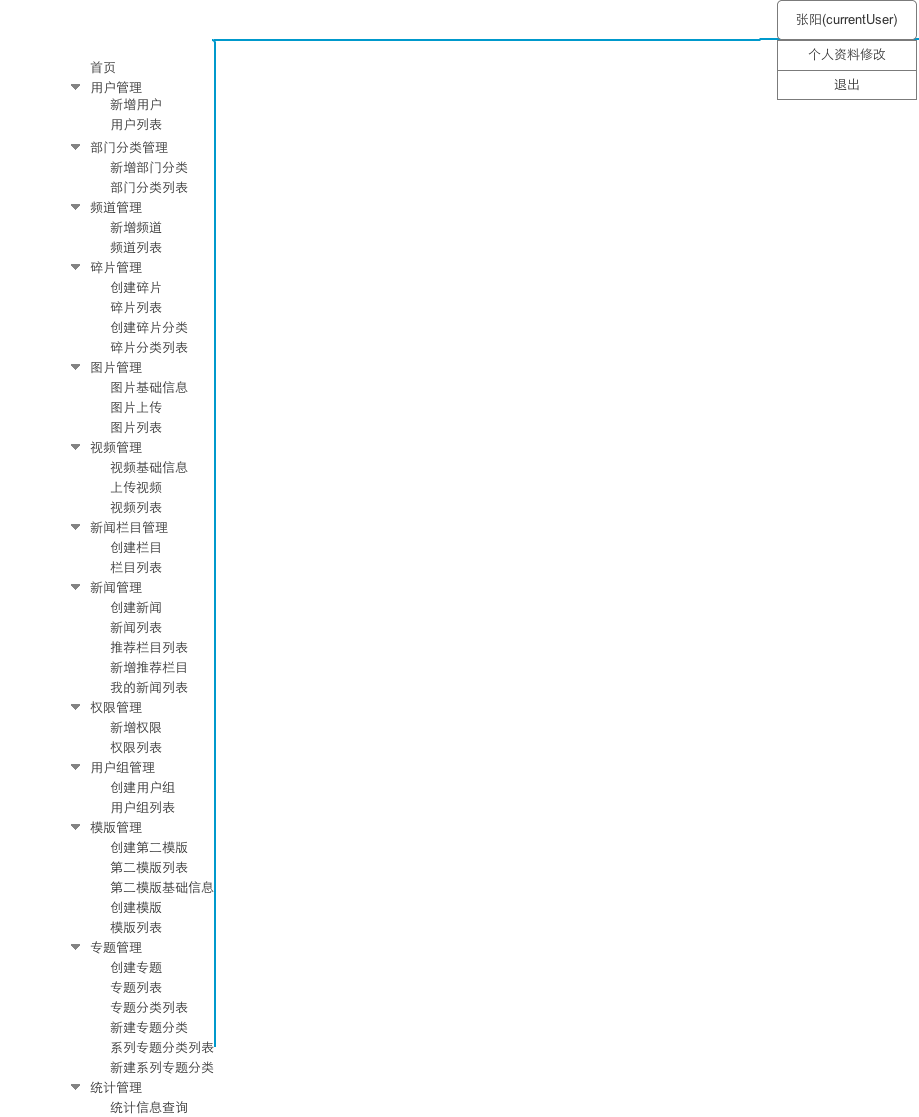 张阳(currentUser)
个人资料修改
退出
首页
用户管理
新增用户
用户列表
部门分类管理
新增部门分类
部门分类列表
频道管理
新增频道
频道列表
碎片管理
创建碎片
碎片列表
创建碎片分类
碎片分类列表
图片管理
图片基础信息
图片上传
图片列表
视频管理
视频基础信息
上传视频
视频列表
新闻栏目管理
创建栏目
栏目列表
新闻管理
创建新闻
新闻列表
推荐栏目列表
新增推荐栏目
我的新闻列表
权限管理
新增权限
权限列表
用户组管理
创建用户组
用户组列表
模版管理
创建第二模版
第二模版列表
第二模版基础信息
创建模版
模版列表
专题管理
创建专题
专题列表
专题分类列表
新建专题分类
系列专题分类列表
新建系列专题分类
统计管理
统计信息查询